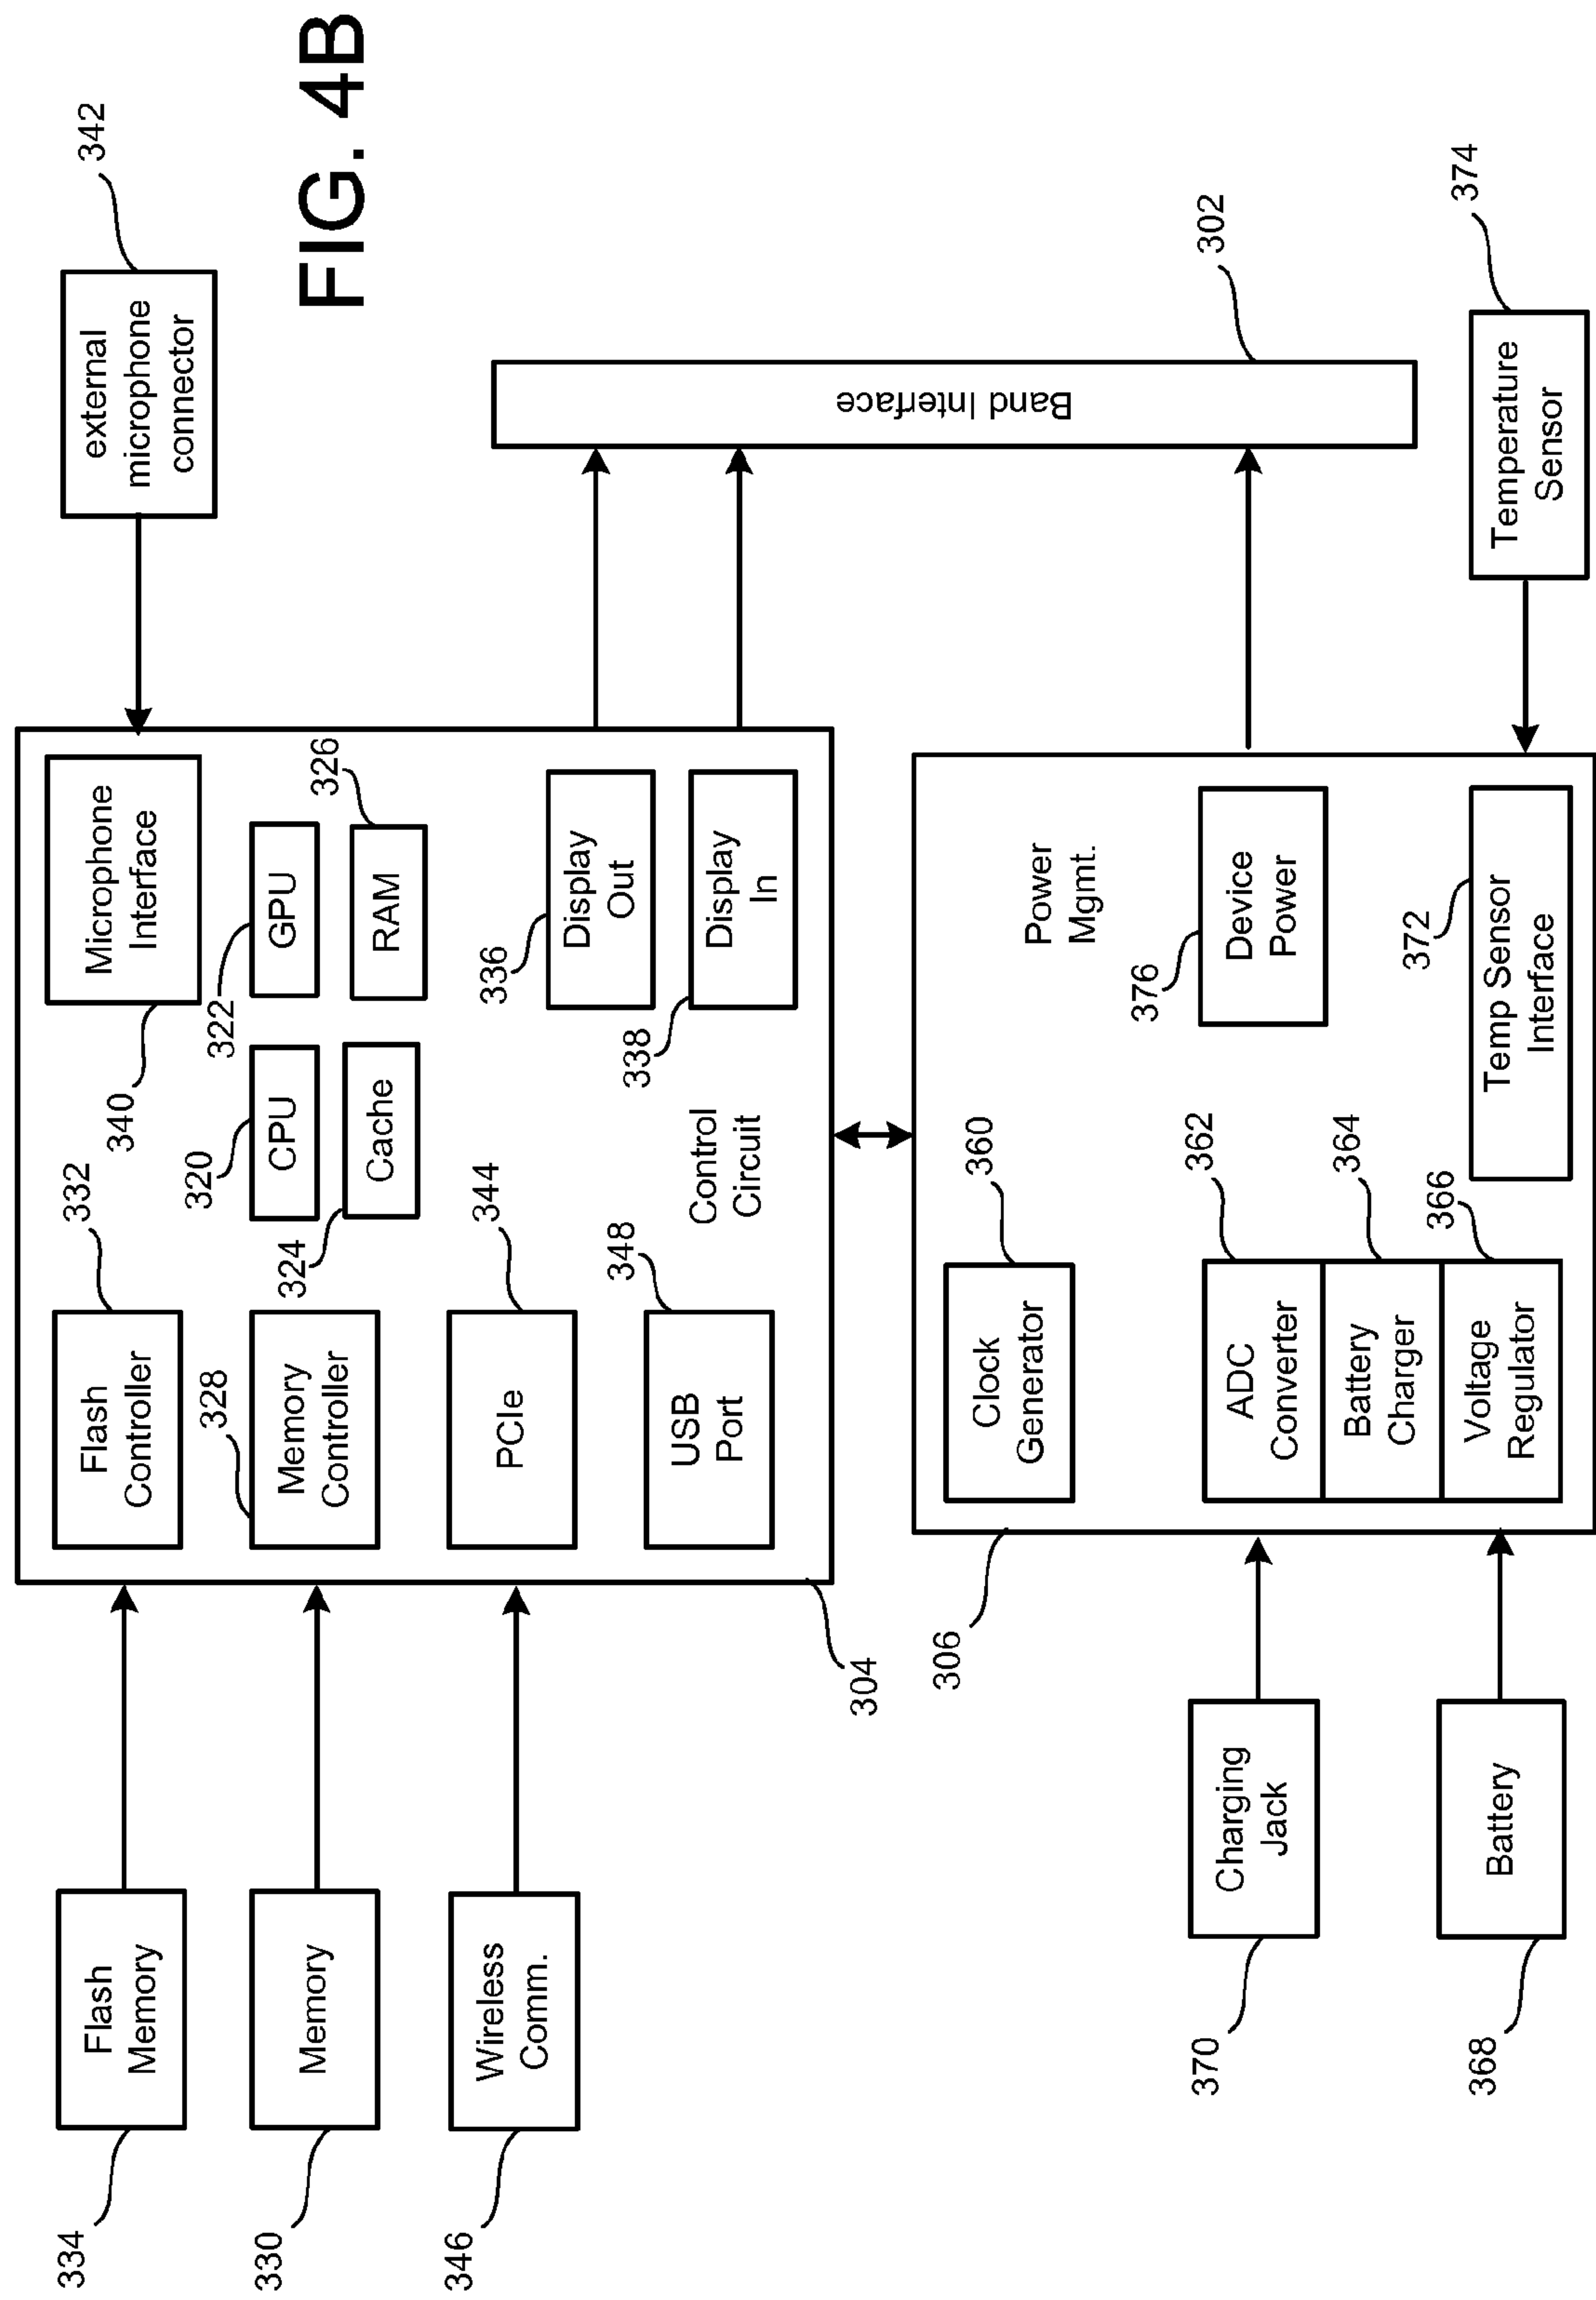 FIG. 4B
334
Flash
Memory
330
Memory
346
Wireless
Comm.
304
Flash
Controller
332
328
Memory
Controller
PCIe
344
USB
Port
348
Control
Circuit
320
CPU
324
Cache
322
GPU
RAM
326
340
Microphone
Interface
336
Display
Out
338
Display
In
external
microphone
connector
342
Band Interface
302
306
Clock
Generator
360
Power
Mgmt.
ADC
Converter
362
Battery
Charger
364
Voltage
Regulator
366
376
Device
Power
372
Temp Sensor
Interface
Temperature
Sensor
374
370
Charging
Jack
368
Battery